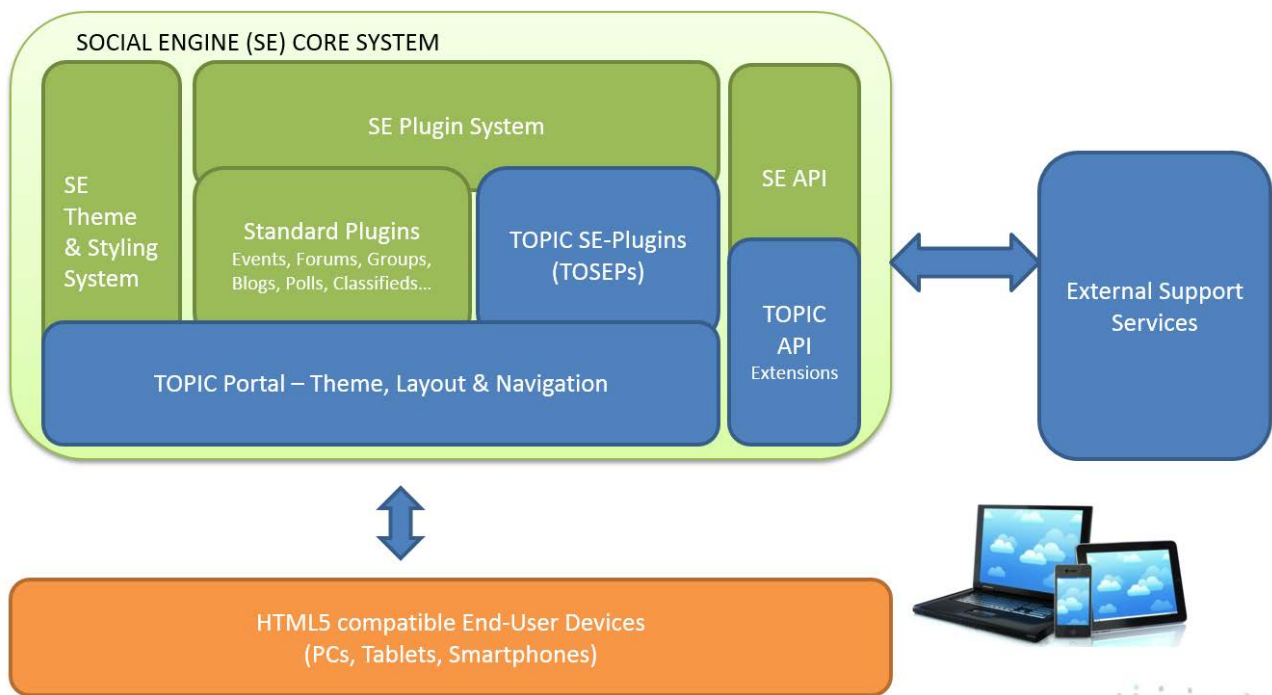 SOCIAL ENGINE (SE) CORE SYSTEM
SE
Theme
& Styling
System
SE Plugin System
Standard Plugins
Events, Forums, Groups,
Blogs, Polls, Classifieds...
TOPIC SE-Plugins
(TOSEPs)
SE API
TOPIC
API
Extensions
TOPIC Portal – Theme, Layout & Navigation
External Support
Services
HTML5 compatible End-User Devices
(PCs, Tablets, Smartphones)